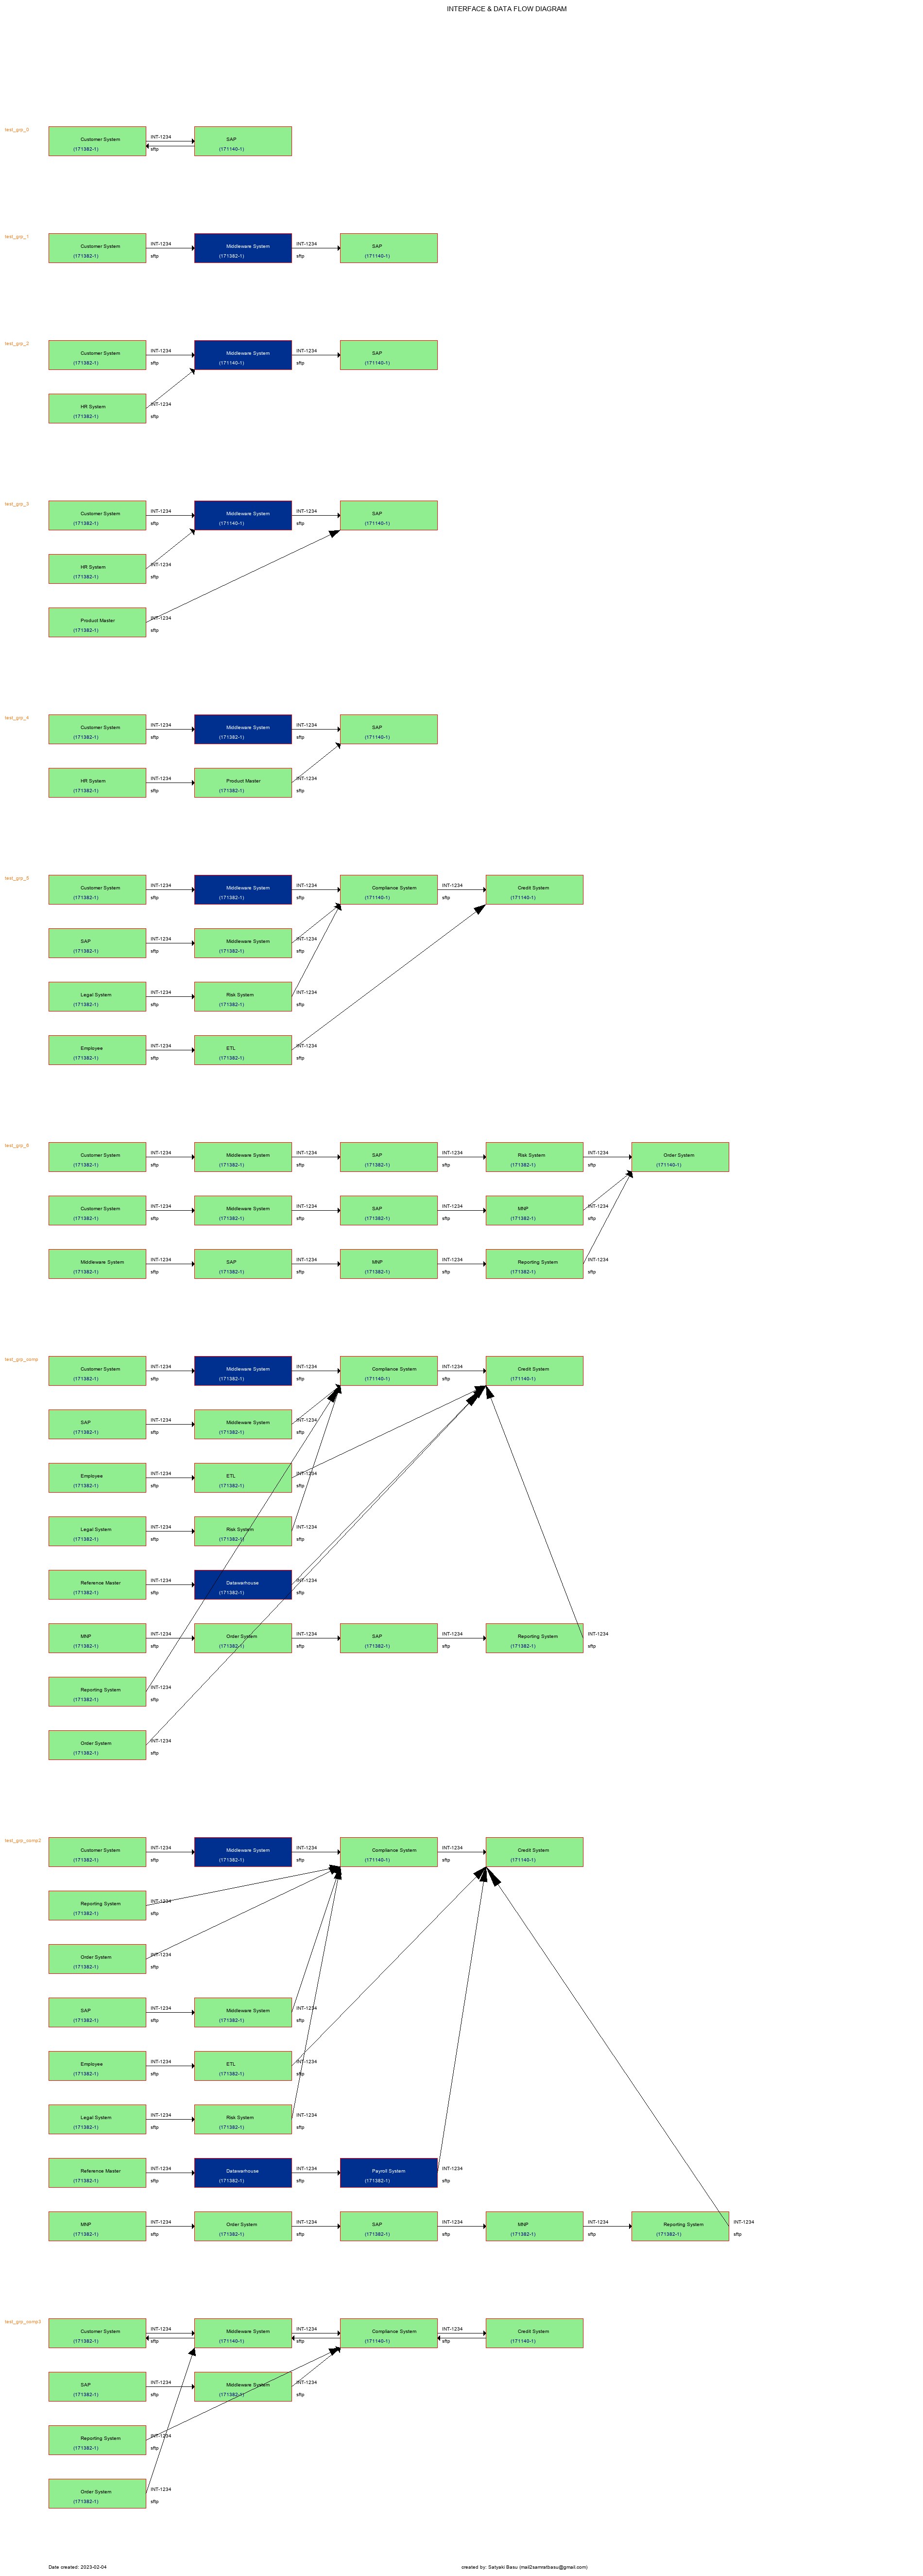 INTERFACE & DATA FLOW DIAGRAM
test_grp_0
Customer System INT-1234 SAP
(171382-1) sftp (171140-1)
test_grp_1
Customer System INT-1234 Middleware System INT-1234 SAP
(171382-1) sftp (171382-1) sftp (171140-1)
test_grp_2
Customer System INT-1234 Middleware System INT-1234 SAP
(171382-1) sftp (171140-1) sftp (171140-1)
HR System INT-1234
(171382-1) sftp
test_grp_3
Customer System INT-1234 Middleware System INT-1234 SAP
(171382-1) sftp (171140-1) sftp (171140-1)
HR System INT-1234
(171382-1) sftp
Product Master INT-1234
(171382-1) sftp
test_grp_4
Customer System INT-1234 Middleware System INT-1234 SAP
(171382-1) sftp (171382-1) sftp (171140-1)
HR System INT-1234 Product Master INT-1234
(171382-1) sftp (171382-1) sftp
test_grp_5
Customer System INT-1234 Middleware System INT-1234 Compliance System INT-1234 Credit System
(171382-1) sftp (171382-1) sftp (171140-1) sftp (171140-1)
SAP INT-1234 Middleware System INT-1234
(171382-1) sftp (171382-1) sftp
Legal System INT-1234 Risk System INT-1234
(171382-1) sftp (171382-1) sftp
Employee INT-1234 ETL INT-1234
(171382-1) sftp (171382-1) sftp
test_grp_6
Customer System INT-1234 Middleware System INT-1234 SAP INT-1234 Risk System INT-1234 Order System
(171382-1) sftp (171382-1) sftp (171382-1) sftp (171382-1) sftp (171140-1)
Customer System INT-1234 Middleware System INT-1234 SAP INT-1234 MNP INT-1234
(171382-1) sftp (171382-1) sftp (171382-1) sftp (171382-1) sftp
Middleware System INT-1234 SAP INT-1234 MNP INT-1234 Reporting System INT-1234
(171382-1) sftp (171382-1) sftp (171382-1) sftp (171382-1) sftp
test_grp_comp
Customer System INT-1234 Middleware System INT-1234 Compliance System INT-1234 Credit System
(171382-1) sftp (171382-1) sftp (171140-1) sftp (171140-1)
SAP INT-1234 Middleware System INT-1234
(171382-1) sftp (171382-1) sftp
Employee INT-1234 ETL INT-1234
(171382-1) sftp (171382-1) sftp
Legal System INT-1234 Risk System INT-1234
(171382-1) sftp (171382-1) sftp
Reference Master INT-1234 Datawarhouse INT-1234
(171382-1) sftp (171382-1) sftp
MNP INT-1234 Order System INT-1234 SAP INT-1234 Reporting System INT-1234
(171382-1) sftp (171382-1) sftp (171382-1) sftp (171382-1) sftp
Reporting System INT-1234
(171382-1) sftp
Order System INT-1234
(171382-1) sftp
test_grp_comp2
Customer System INT-1234 Middleware System INT-1234 Compliance System INT-1234 Credit System
(171382-1) sftp (171382-1) sftp (171140-1) sftp (171140-1)
Reporting System INT-1234
(171382-1) sftp
Order System INT-1234
(171382-1) sftp
SAP INT-1234 Middleware System INT-1234
(171382-1) sftp (171382-1) sftp
Employee INT-1234 ETL INT-1234
(171382-1) sftp (171382-1) sftp
Legal System INT-1234 Risk System INT-1234
(171382-1) sftp (171382-1) sftp
Reference Master INT-1234 Datawarhouse INT-1234 Payroll System INT-1234
(171382-1) sftp (171382-1) sftp (171382-1) sftp
MNP INT-1234 Order System INT-1234 SAP INT-1234 MNP INT-1234 Reporting System INT-1234
(171382-1) sftp (171382-1) sftp (171382-1) sftp (171382-1) sftp (171382-1) sftp
test_grp_comp3
Customer System INT-1234 Middleware System INT-1234 Compliance System INT-1234 Credit System
(171382-1) sftp (171140-1) sftp (171140-1) sftp (171140-1)
SAP INT-1234 Middleware System INT-1234
(171382-1) sftp (171382-1) sftp
Reporting System INT-1234
(171382-1) sftp
Order System INT-1234
(171382-1) sftp
Date created: 2023-02-04 created by: Satyaki Basu (mail2sarmatbasu@gmail.com)